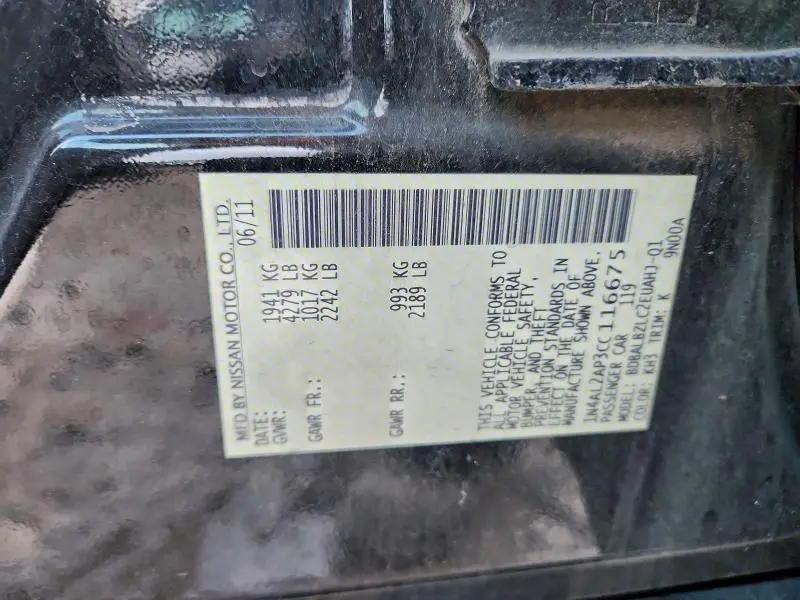 MFD BY NISSAN MOTOR CO., LTD.
DATE: 06/11
GVWR: 1941 KG
4279 LB
GAWR FR.: 1017 KG
2242 LB
GAWR RR.: 993 KG
2189 LB
THIS VEHICLE CONFORMS TO
ALL APPLICABLE FEDERAL
MOTOR VEHICLE SAFETY,
BUMPER, AND THEFT
PREVENTION STANDARDS IN
EFFECT ON THE DATE OF
MANUFACTURE SHOWN ABOVE.
1N4AL2AP3CC116675
PASSENGER CAR 119
MODEL: BDBALBZLCZEUAHJ-01
COLOR: KH3 TRIM: K 9N00A